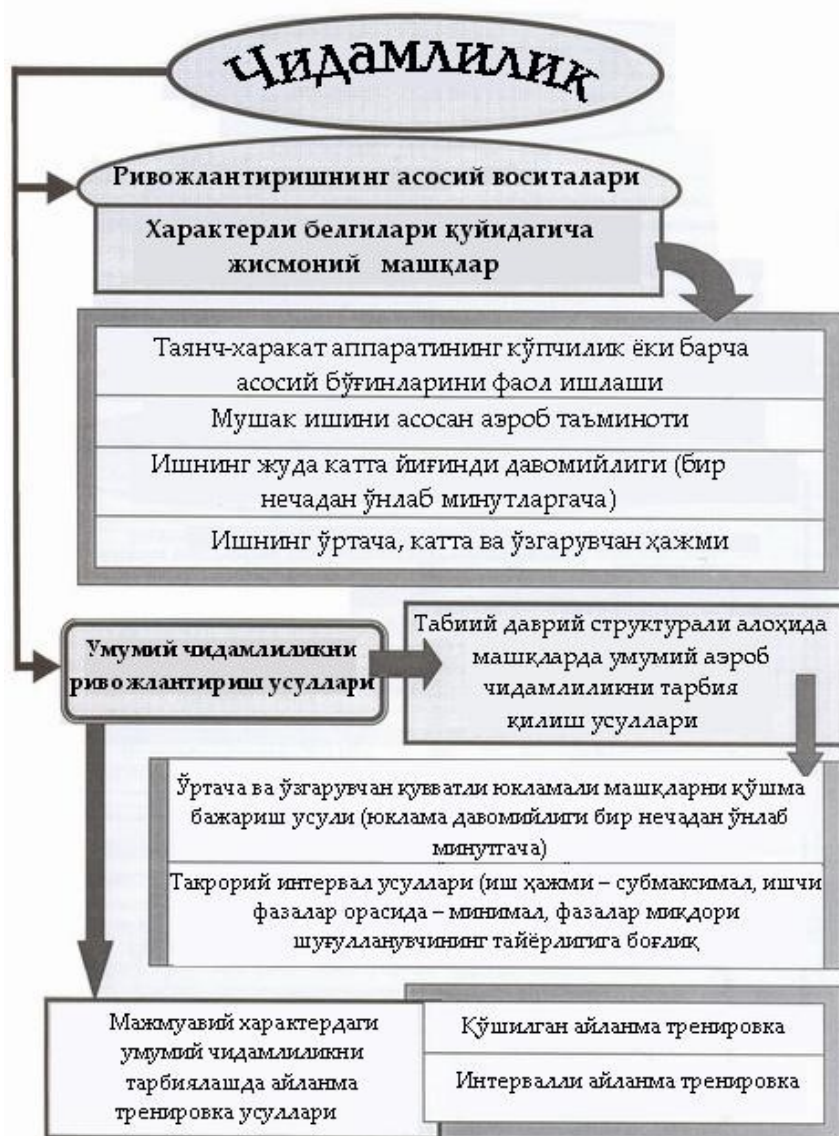 Чидамлилиқ
Ривожлантиришнинг асосий воситалари
Характерли белгилари қуйидагича
жисмоний машқлар
Таянч-харакат аппаратининг кўпчилик ёки барча
асосий бўғинларини фаол ишлаши
Мушак ишини асосан аэроб таъминоти
Ишнинг жуда катта йиғинди давомийлиги (бир
нечадан ўнлаб минутларгача)
Ишнинг ўртача, катта ва ўзгарувчан ҳажми
Умумий чидамлиликни
ривожлантириш усуллари
Табиий даврий структурали алоҳида
машқларда умумий аэроб
чидамлиликни тарбия
қилиш усуллари
Ўртача ва ўзгарувчан қувватли юкламали машқларни қўшма
бажариш усули (юклама давомийлиги бир нечадан ўнлаб
минутгача)
Такрорий интервал усуллари (иш ҳажми – субмаксимал, ишчи
фазалар орасида – минимал, фазалар миқдори
шуғулланувчининг тайёрлигига боғлиқ
Мажмуавий характердаги
умумий чидамлиликни
тарбиялашда айланма
тренировка усуллари
Қўшилган айланма тренировка
Интервалли айланма тренировка